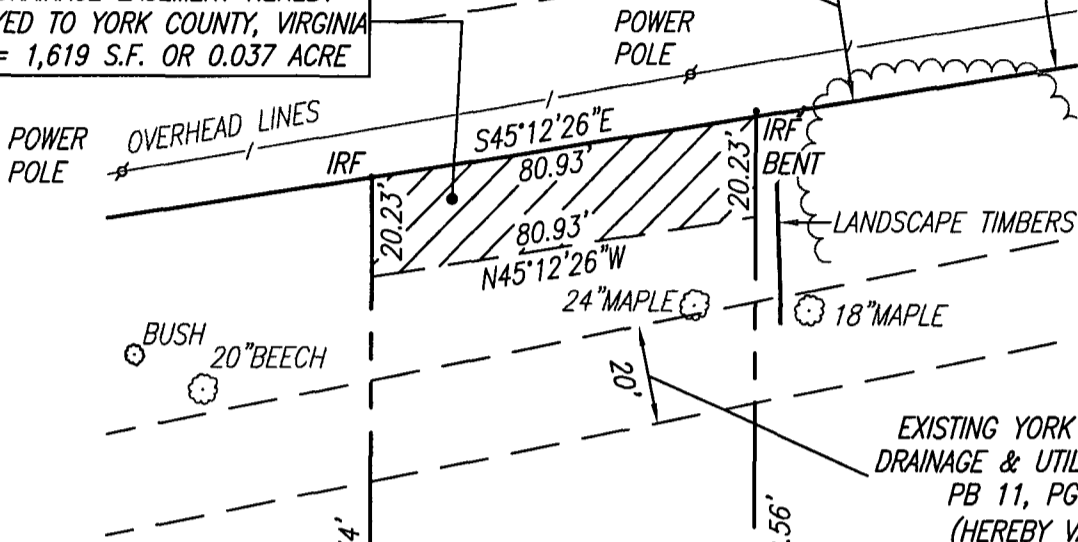 TO YORK COUNTY, VIRGINIA
= 1,619 S.F. OR 0.037 ACRE
POWER
POLE
OVERHEAD LINES
POWER
POLE
IRF
S45°12'26"E
80.93'
20.23'
20.23'
IRF
BENT
80.93'
N45°12'26"W
LANDSCAPE TIMBERS
24"MAPLE
18"MAPLE
BUSH
20"BEECH
20'
EXISTING YORK
DRAINAGE & UTIL
PB 11, PG
(HEREBY V
4'
.56'